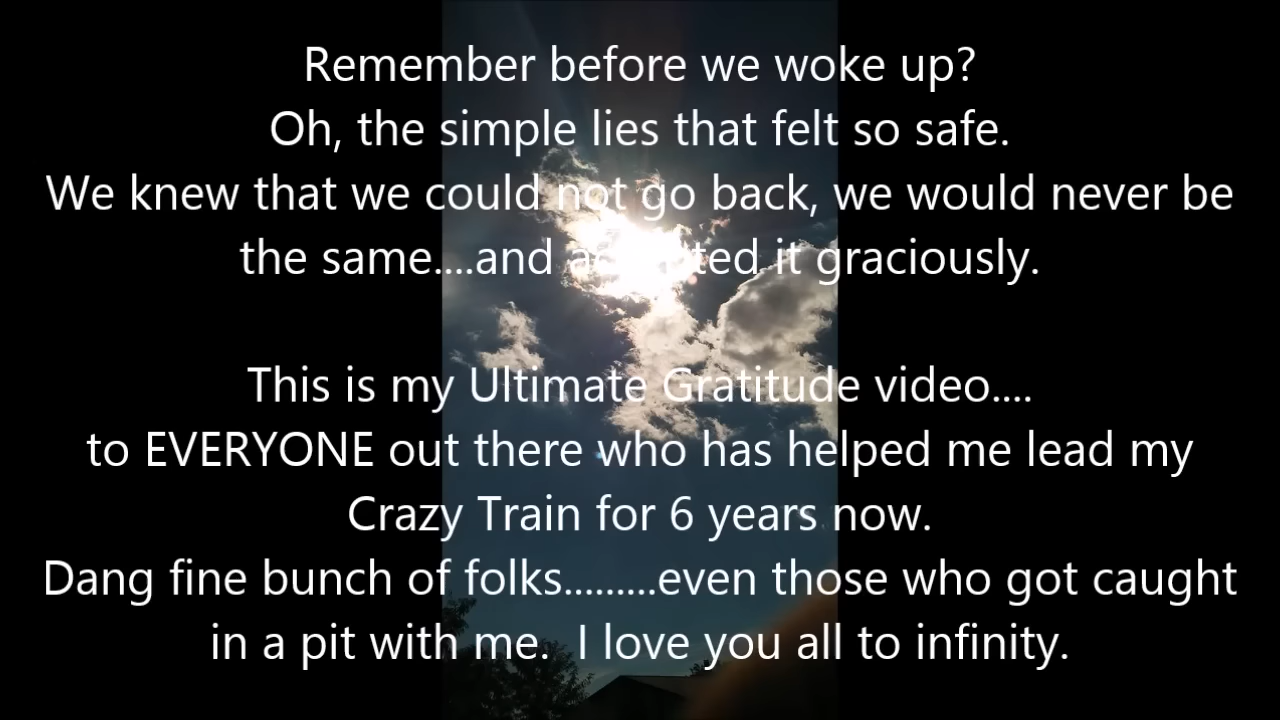 Remember before we woke up?
Oh, the simple lies that felt so safe.
We knew that we could not go back, we would never be
the same....and accepted it graciously.
This is my Ultimate Gratitude video....
to EVERYONE out there who has helped me lead my
Crazy Train for 6 years now.
Dang fine bunch of folks.........even those who got caught
in a pit with me.  I love you all to infinity.